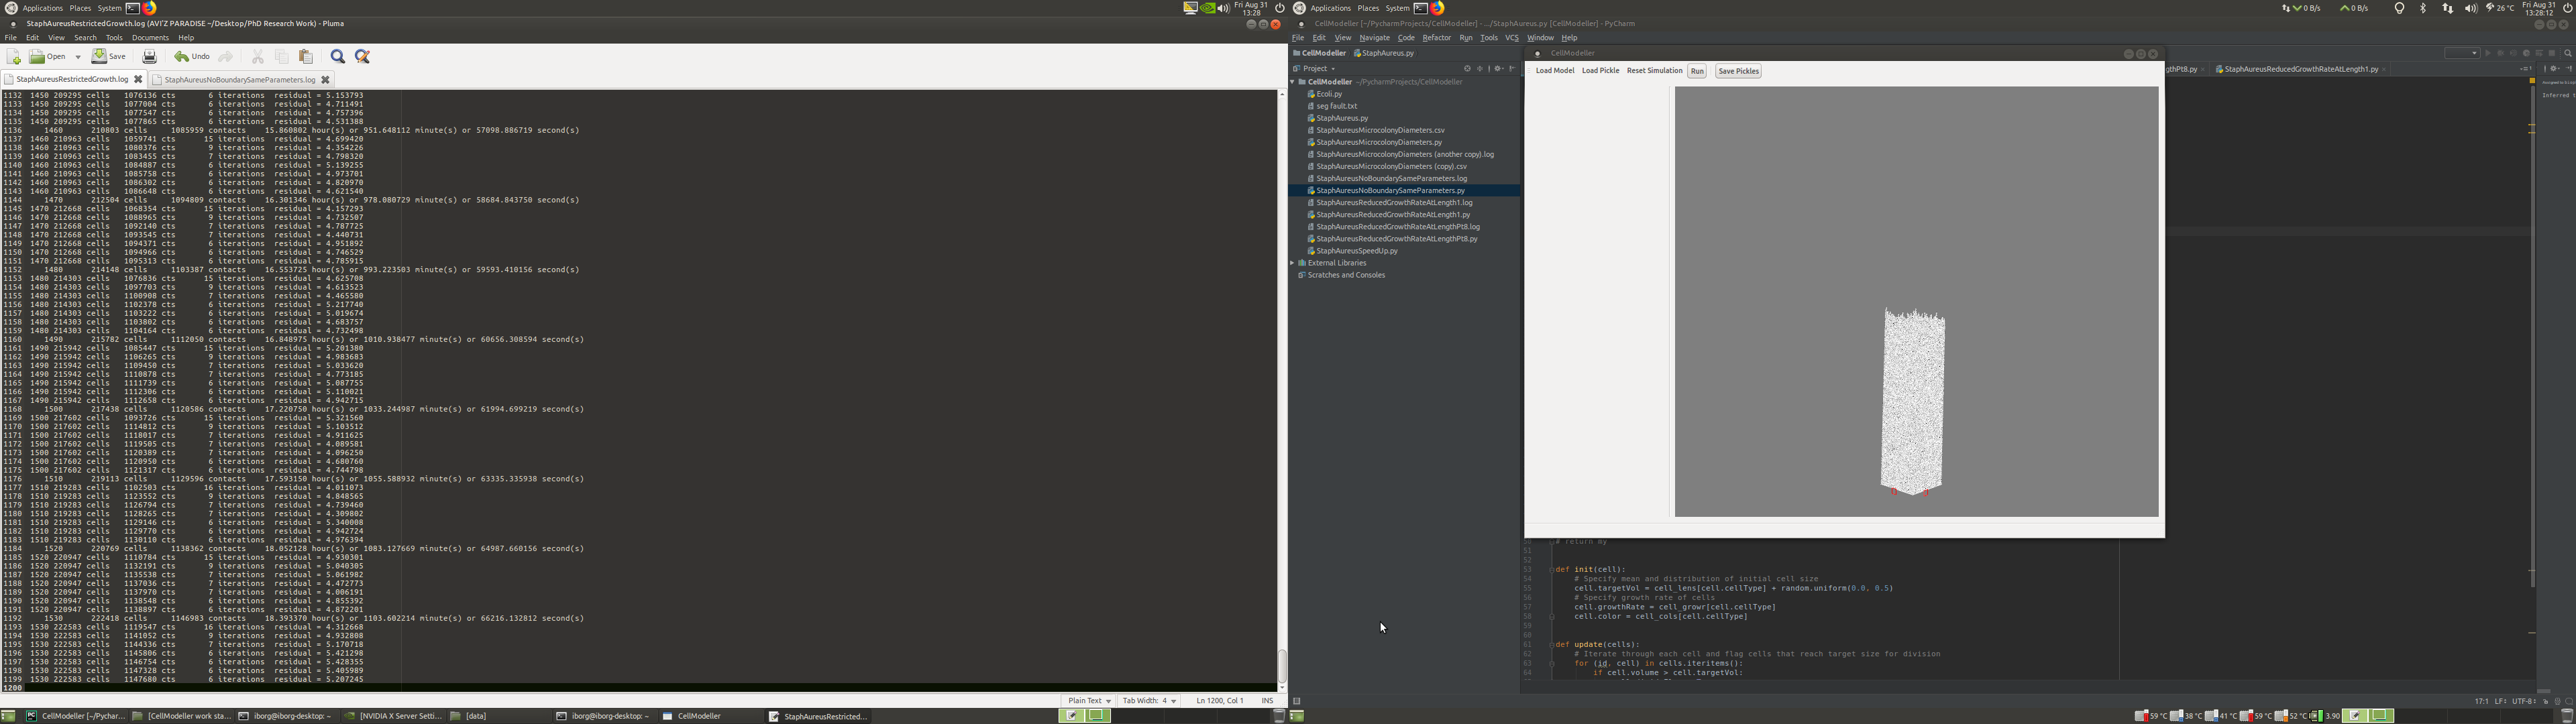 Applications Places System
Fri Aug 31
13:28
StaphAureusRestrictedGrowth.log (AVI'Z PARADISE ~/Desktop/PhD Research Work) - Pluma
File Edit View Search Tools Documents Help
Open Save Undo
StaphAureusRestrictedGrowth.log StaphAureusNoBoundarySameParameters.log
1132 1450 209295 cells 1076136 cts 6 iterations residual = 5.153793
1133 1450 209295 cells 1077004 cts 6 iterations residual = 4.711491
1134 1450 209295 cells 1077547 cts 6 iterations residual = 4.757396
1135 1450 209295 cells 1077865 cts 6 iterations residual = 4.531388
1136 1460 210803 cells 1085959 contacts 15.860802 hour(s) or 951.648112 minute(s) or 57098.886719 second(s)
1137 1460 210963 cells 1059741 cts 15 iterations residual = 4.699420
1138 1460 210963 cells 1080376 cts 9 iterations residual = 4.354226
1139 1460 210963 cells 1083455 cts 7 iterations residual = 4.798320
1140 1460 210963 cells 1084887 cts 6 iterations residual = 5.139255
1141 1460 210963 cells 1085758 cts 6 iterations residual = 4.973701
1142 1460 210963 cells 1086302 cts 6 iterations residual = 4.820970
1143 1460 210963 cells 1086648 cts 6 iterations residual = 4.621540
1144 1470 212504 cells 1094809 contacts 16.301346 hour(s) or 978.080729 minute(s) or 58684.843750 second(s)
1145 1470 212668 cells 1068354 cts 15 iterations residual = 4.157293
1146 1470 212668 cells 1088965 cts 9 iterations residual = 4.732507
1147 1470 212668 cells 1092140 cts 7 iterations residual = 4.787725
1148 1470 212668 cells 1093545 cts 7 iterations residual = 4.440731
1149 1470 212668 cells 1094371 cts 6 iterations residual = 4.951892
1150 1470 212668 cells 1094966 cts 6 iterations residual = 4.746529
1151 1470 212668 cells 1095313 cts 6 iterations residual = 4.785915
1152 1480 214148 cells 1103387 contacts 16.553725 hour(s) or 993.223503 minute(s) or 59593.410156 second(s)
1153 1480 214303 cells 1076836 cts 15 iterations residual = 4.625708
1154 1480 214303 cells 1097703 cts 9 iterations residual = 4.613523
1155 1480 214303 cells 1100908 cts 7 iterations residual = 4.465580
1156 1480 214303 cells 1102378 cts 6 iterations residual = 5.217740
1157 1480 214303 cells 1103222 cts 6 iterations residual = 5.019674
1158 1480 214303 cells 1103802 cts 6 iterations residual = 4.683757
1159 1480 214303 cells 1104164 cts 6 iterations residual = 4.732498
1160 1490 215782 cells 1112050 contacts 16.848975 hour(s) or 1010.938477 minute(s) or 60656.308594 second(s)
1161 1490 215942 cells 1085447 cts 15 iterations residual = 5.201380
1162 1490 215942 cells 1106265 cts 9 iterations residual = 4.983683
1163 1490 215942 cells 1109450 cts 7 iterations residual = 5.033620
1164 1490 215942 cells 1110878 cts 7 iterations residual = 4.773185
1165 1490 215942 cells 1111739 cts 6 iterations residual = 5.087755
1166 1490 215942 cells 1112306 cts 6 iterations residual = 5.110021
1167 1490 215942 cells 1112658 cts 6 iterations residual = 4.942715
1168 1500 217438 cells 1120586 contacts 17.220750 hour(s) or 1033.244987 minute(s) or 61994.699219 second(s)
1169 1500 217602 cells 1093726 cts 15 iterations residual = 5.321560
1170 1500 217602 cells 1114812 cts 9 iterations residual = 5.103512
1171 1500 217602 cells 1118017 cts 7 iterations residual = 4.911625
1172 1500 217602 cells 1119505 cts 7 iterations residual = 4.089581
1173 1500 217602 cells 1120389 cts 7 iterations residual = 4.096250
1174 1500 217602 cells 1120950 cts 6 iterations residual = 4.680760
1175 1500 217602 cells 1121317 cts 6 iterations residual = 4.744798
1176 1510 219113 cells 1129596 contacts 17.593150 hour(s) or 1055.588932 minute(s) or 63335.335938 second(s)
1177 1510 219283 cells 1102503 cts 16 iterations residual = 4.011073
1178 1510 219283 cells 1123552 cts 9 iterations residual = 4.848565
1179 1510 219283 cells 1126794 cts 7 iterations residual = 4.739460
1180 1510 219283 cells 1128265 cts 7 iterations residual = 4.309802
1181 1510 219283 cells 1129146 cts 6 iterations residual = 5.340008
1182 1510 219283 cells 1129770 cts 6 iterations residual = 4.942724
1183 1510 219283 cells 1130110 cts 6 iterations residual = 4.976394
1184 1520 220769 cells 1138362 contacts 18.052128 hour(s) or 1083.127669 minute(s) or 64987.660156 second(s)
1185 1520 220947 cells 1110784 cts 15 iterations residual = 4.930301
1186 1520 220947 cells 1132191 cts 9 iterations residual = 5.040305
1187 1520 220947 cells 1135538 cts 7 iterations residual = 5.061982
1188 1520 220947 cells 1137036 cts 7 iterations residual = 4.472773
1189 1520 220947 cells 1137970 cts 7 iterations residual = 4.006191
1190 1520 220947 cells 1138548 cts 6 iterations residual = 4.855392
1191 1520 220947 cells 1138897 cts 6 iterations residual = 4.872201
1192 1530 222418 cells 1146983 contacts 18.393370 hour(s) or 1103.602214 minute(s) or 66216.132812 second(s)
1193 1530 222583 cells 1119547 cts 16 iterations residual = 4.312668
1194 1530 222583 cells 1141052 cts 9 iterations residual = 4.932808
1195 1530 222583 cells 1144336 cts 7 iterations residual = 5.170718
1196 1530 222583 cells 1145806 cts 6 iterations residual = 5.421298
1197 1530 222583 cells 1146754 cts 6 iterations residual = 5.428355
1198 1530 222583 cells 1147328 cts 6 iterations residual = 5.405989
1199 1530 222583 cells 1147680 cts 6 iterations residual = 5.207245
1200
Plain Text Tab Width: 4 Ln 1200, Col 1 INS
CellModeller [~/Pychar... [CellModeller work sta... iborg@iborg-desktop: ~ [NVIDIA X Server Setti... [data] iborg@iborg-desktop: ~ CellModeller StaphAureusRestricted...
Applications Places System
0 B/s 0 B/s 26 °C Fri Aug 31
13:28:12
CellModeller [~/PycharmProjects/CellModeller] - .../StaphAureus.py [CellModeller] - PyCharm
File Edit View Navigate Code Refactor Run Tools VCS Window Help
CellModeller StaphAureus.py
Project
CellModeller ~/PycharmProjects/CellModeller
Ecoli.py
seg fault.txt
StaphAureus.py
StaphAureusMicrocolonyDiameters.csv
StaphAureusMicrocolonyDiameters.py
StaphAureusMicrocolonyDiameters (another copy).log
StaphAureusMicrocolonyDiameters (copy).csv
StaphAureusNoBoundarySameParameters.log
StaphAureusNoBoundarySameParameters.py
StaphAureusReducedGrowthRateAtLength1.log
StaphAureusReducedGrowthRateAtLength1.py
StaphAureusReducedGrowthRateAtLengthPt8.log
StaphAureusReducedGrowthRateAtLengthPt8.py
StaphAureusSpeedUp.py
External Libraries
Scratches and Consoles
CellModeller
Load Model Load Pickle Reset Simulation Run Save Pickles
gthPt8.py StaphAureusReducedGrowthRateAtLength1.py
Inferred t
# return my
51
52
53 def init(cell):
54 # Specify mean and distribution of initial cell size
55 cell.targetVol = cell_lens[cell.cellType] + random.uniform(0.0, 0.5)
56 # Specify growth rate of cells
57 cell.growthRate = cell_growr[cell.cellType]
58 cell.color = cell_cols[cell.cellType]
59
60
61 def update(cells):
62 # Iterate through each cell and flag cells that reach target size for division
63 for (id, cell) in cells.iteritems():
64 if cell.volume > cell.targetVol:
17:1 LF÷ UTF-8÷
59 °C 38 °C 41 °C 59 °C 52 °C 3.90